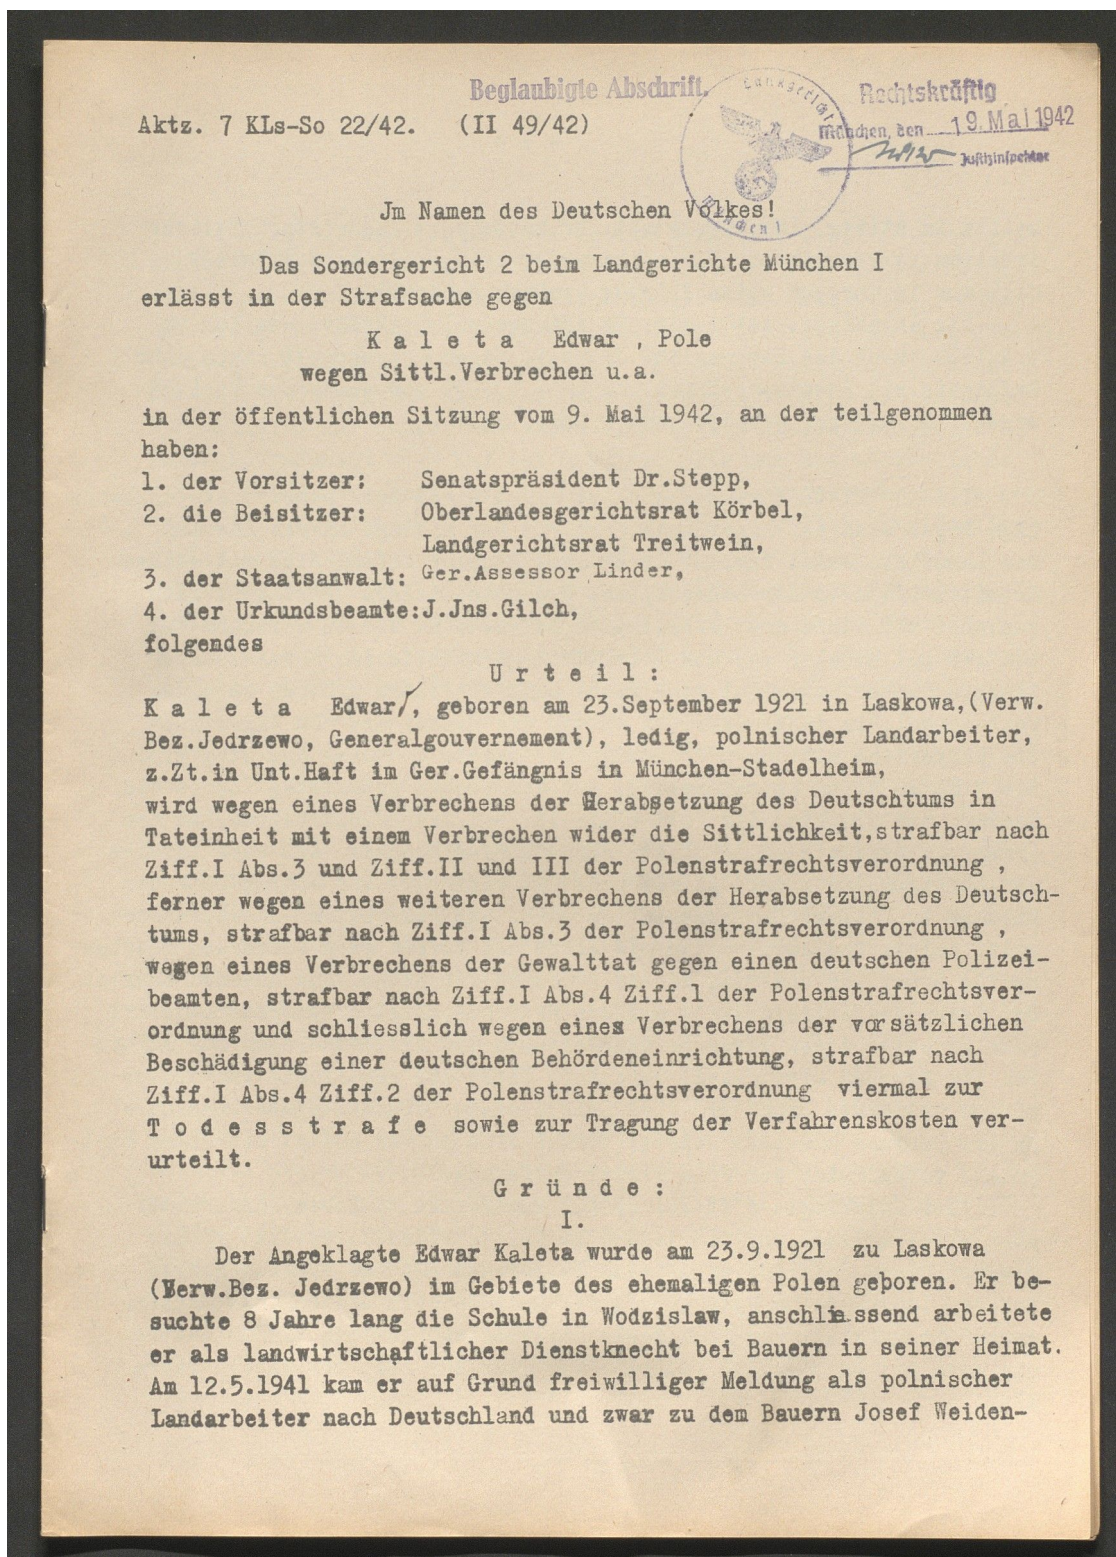 Beglaubigte Abschrift.
Landgericht
München I
Rechtskräftig
München, den 19. Mai 1942
Justizinspektor
Aktz. 7 KLs-So 22/42. (II 49/42)
Jm Namen des Deutschen Volkes!
Das Sondergericht 2 beim Landgerichte München I
erlässt in der Strafsache gegen
K a l e t a Edwar , Pole
wegen Sittl.Verbrechen u.a.
in der öffentlichen Sitzung vom 9. Mai 1942, an der teilgenommen
haben:
1. der Vorsitzer: Senatspräsident Dr.Stepp,
2. die Beisitzer: Oberlandesgerichtsrat Körbel,
Landgerichtsrat Treitwein,
3. der Staatsanwalt: Ger.Assessor Linder,
4. der Urkundsbeamte:J.Jns.Gilch,
folgendes
U r t e i l :
K a l e t a Edwar, geboren am 23.September 1921 in Laskowa,(Verw.
Bez.Jedrzewo, Generalgouvernement), ledig, polnischer Landarbeiter,
z.Zt.in Unt.Haft im Ger.Gefängnis in München-Stadelheim,
wird wegen eines Verbrechens der Herabsetzung des Deutschtums in
Tateinheit mit einem Verbrechen wider die Sittlichkeit,strafbar nach
Ziff.I Abs.3 und Ziff.II und III der Polenstrafrechtsverordnung ,
ferner wegen eines weiteren Verbrechens der Herabsetzung des Deutsch-
tums, strafbar nach Ziff.I Abs.3 der Polenstrafrechtsverordnung ,
wegen eines Verbrechens der Gewalttat gegen einen deutschen Polizei-
beamten, strafbar nach Ziff.I Abs.4 Ziff.1 der Polenstrafrechtsver-
ordnung und schliesslich wegen eines Verbrechens der vorsätzlichen
Beschädigung einer deutschen Behördeneinrichtung, strafbar nach
Ziff.I Abs.4 Ziff.2 der Polenstrafrechtsverordnung viermal zur
T o d e s s t r a f e sowie zur Tragung der Verfahrenskosten ver-
urteilt.
G r ü n d e :
I.
Der Angeklagte Edwar Kaleta wurde am 23.9.1921 zu Laskowa
(Verw.Bez. Jedrzewo) im Gebiete des ehemaligen Polen geboren. Er be-
suchte 8 Jahre lang die Schule in Wodzislaw, anschliessend arbeitete
er als landwirtschaftlicher Dienstknecht bei Bauern in seiner Heimat.
Am 12.5.1941 kam er auf Grund freiwilliger Meldung als polnischer
Landarbeiter nach Deutschland und zwar zu dem Bauern Josef Weiden-